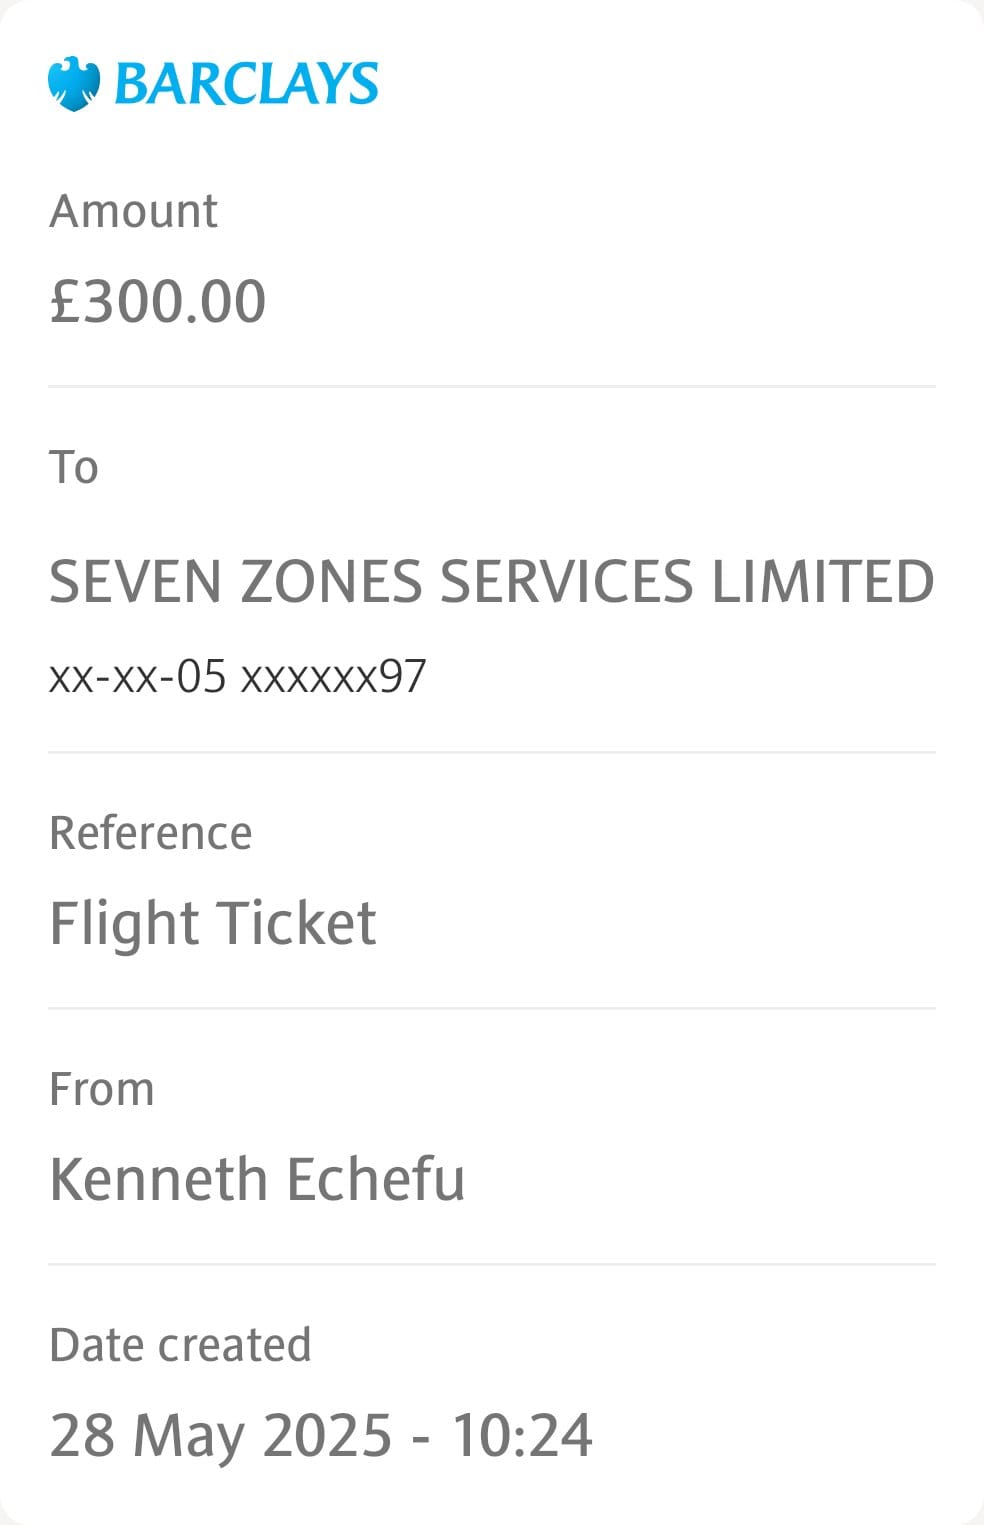 BARCLAYS
Amount
£300.00
To
SEVEN ZONES SERVICES LIMITED
xx-xx-05 xxxxxx97
Reference
Flight Ticket
From
Kenneth Echefu
Date created
28 May 2025 - 10:24